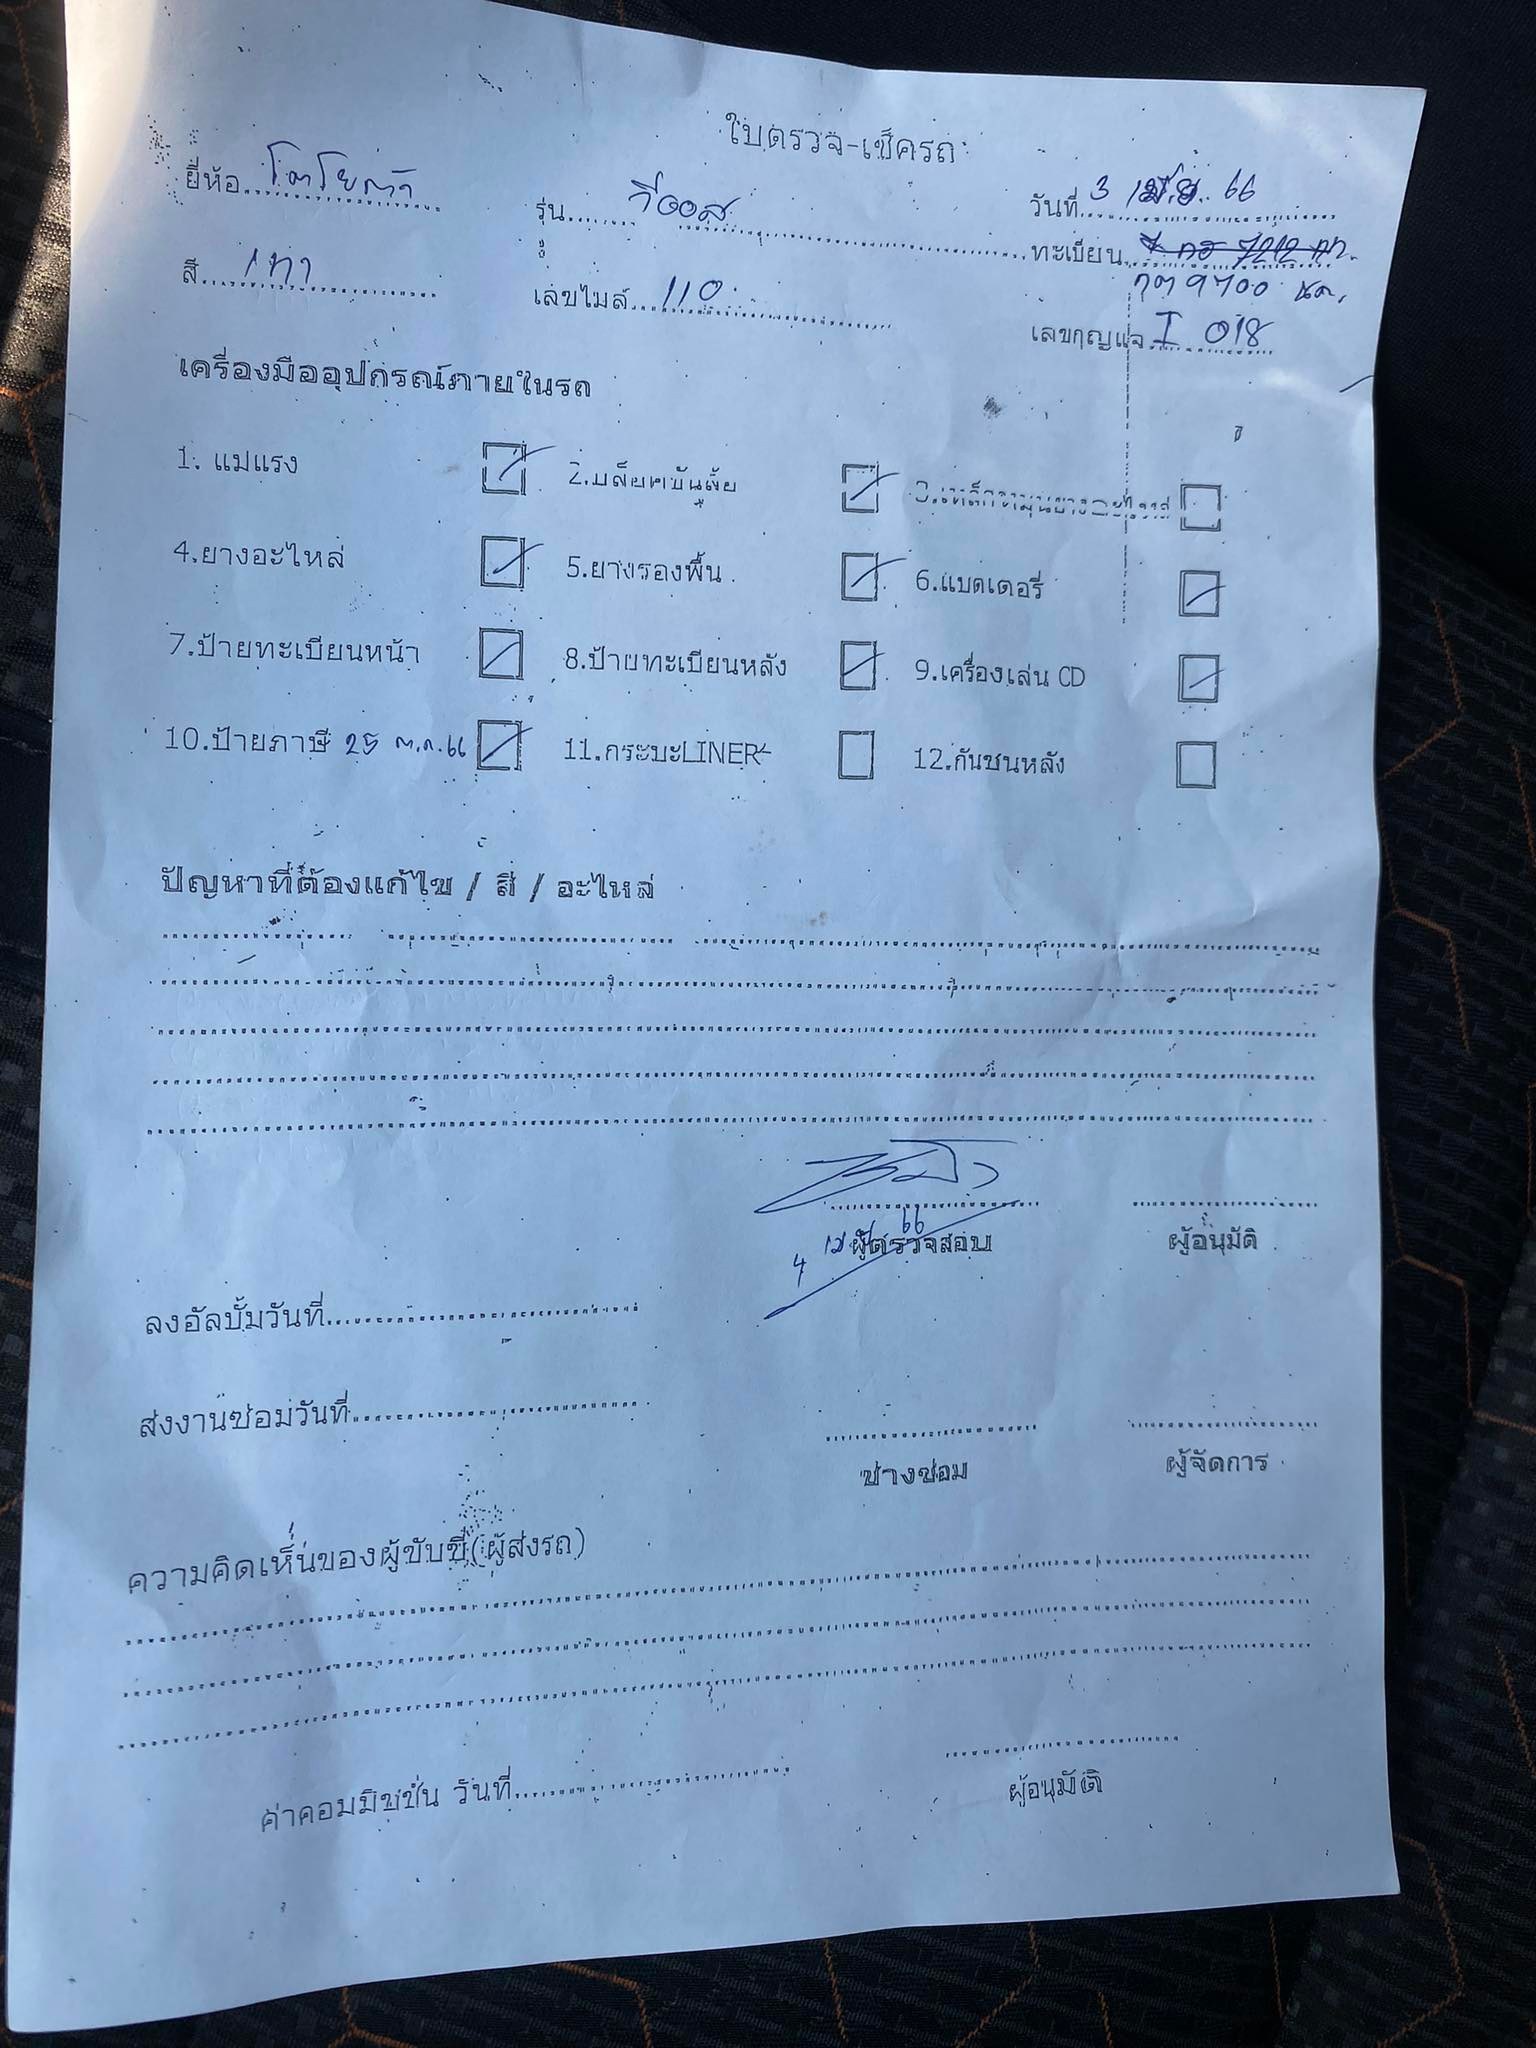 ใบตรวจ-เช็ครถ
ยี่ห้อ โตโยต้า รุ่น วีออส วันที่ 3 เม.ย. 66
ทะเบียน
สี เทา เลขไมล์ 110 กต 9700 นค.
เลขกุญแจ I 018
เครื่องมืออุปกรณ์ภายในรถ
1. แม่แรง 2.บล็อคขันล้อ
4.ยางอะไหล่ 5.ยางรองพื้น 6.แบตเตอรี่
7.ป้ายทะเบียนหน้า 8.ป้ายทะเบียนหลัง 9.เครื่องเล่น CD
10.ป้ายภาษี 25 ต.ค. 66 11.กระบะLINER 12.กันชนหลัง
ปัญหาที่ต้องแก้ไข / สี / อะไหล่
ผู้ตรวจสอบ ผู้อนุมัติ
4 66
ลงอัลบั้มวันที่
ส่งงานซ่อมวันที่
ช่างซ่อม ผู้จัดการ
ความคิดเห็นของผู้ขับขี่(ผู้ส่งรถ)
ค่าคอมมิชชั่น วันที่ ผู้อนุมัติ